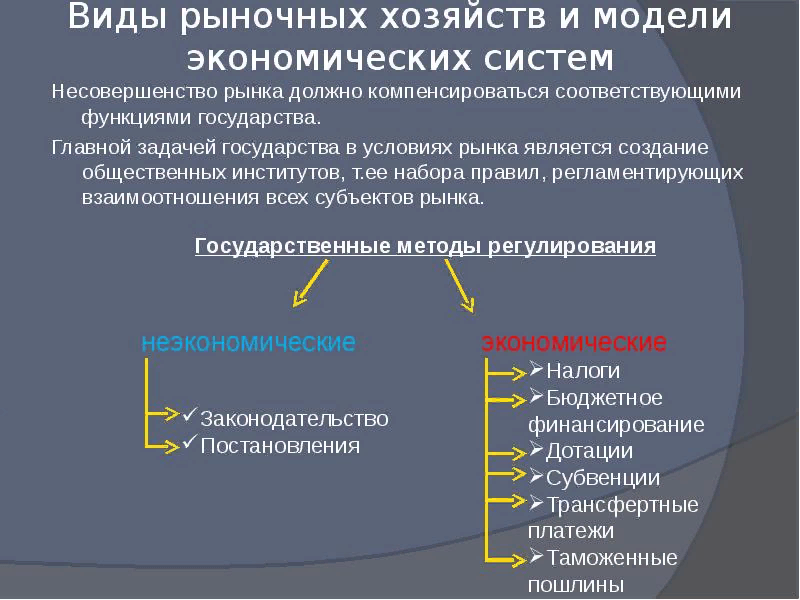 Виды рыночных хозяйств и модели
экономических систем
Несовершенство рынка должно компенсироваться соответствующими
функциями государства.
Главной задачей государства в условиях рынка является создание
общественных институтов, т.ее набора правил, регламентирующих
взаимоотношения всех субъектов рынка.
Государственные методы регулирования
неэкономические
✓Законодательство
✓Постановления
экономические
➢Налоги
➢Бюджетное
финансирование
➢Дотации
➢Субвенции
➢Трансфертные
платежи
➢Таможенные
пошлины